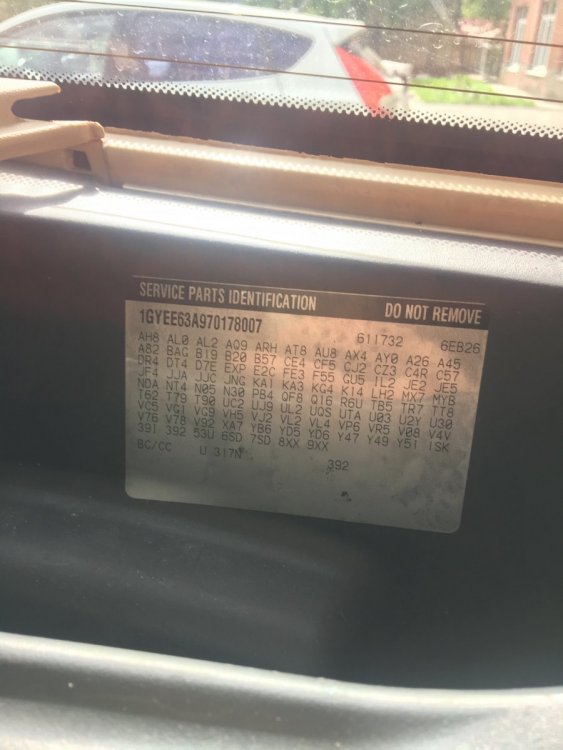 SERVICE PARTS IDENTIFICATION DO NOT REMOVE
1GYEE63A970178007 611732 6EB26
AH8 AL0 AL2 AQ9 ARH AT8 AU8 AX4 AY0 A26 A45
A82 BAG B19 B20 B57 CE4 CF5 CJ2 CZ3 C4R C57
DR4 DT4 D7E EXP E2C FE3 F55 GU5 IL2 JE2 JE5
JF4 JJA JJC JNG KA1 KA3 KG4 K14 LH2 MX7 MYB
NDA NT4 N05 N30 PB4 QF8 Q16 R6U TB5 TR7 TT8
T62 T79 T90 UC2 UJ9 UL2 UQS UTA U03 U2Y U30
VC5 VG1 VG9 VH5 VJJ VL2 VL4 VP6 VR5 V08 V4V
V76 V78 V92 XA7 YB6 YD5 YD6 Y47 Y49 Y51 1SK
391 392 53U 6SD 7SD 8XX 9XX
BC/CC U 317N 392